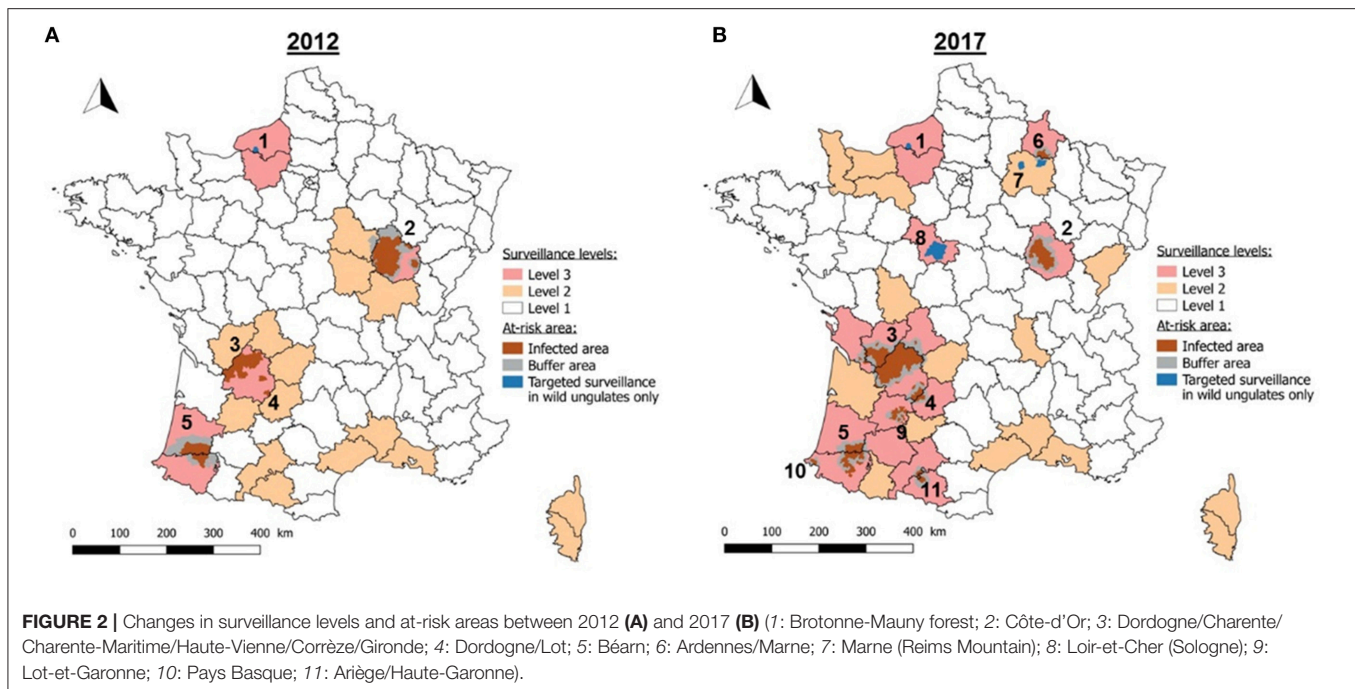 A
2012
1
2
3
4
5
Surveillance levels:
Level 3
Level 2
Level 1
At-risk area:
Infected area
Buffer area
Targeted surveillance
in wild ungulates only
0 100 200 300 400 km
B
2017
1
6
7
8
2
3
4
9
5
10
11
Surveillance levels:
Level 3
Level 2
Level 1
At-risk area:
Infected area
Buffer area
Targeted surveillance
in wild ungulates only
0 100 200 300 400 km
FIGURE 2 | Changes in surveillance levels and at-risk areas between 2012 (A) and 2017 (B) (1: Brotonne-Mauny forest; 2: Côte-d'Or; 3: Dordogne/Charente/
Charente-Maritime/Haute-Vienne/Corrèze/Gironde; 4: Dordogne/Lot; 5: Béarn; 6: Ardennes/Marne; 7: Marne (Reims Mountain); 8: Loir-et-Cher (Sologne); 9:
Lot-et-Garonne; 10: Pays Basque; 11: Ariège/Haute-Garonne).